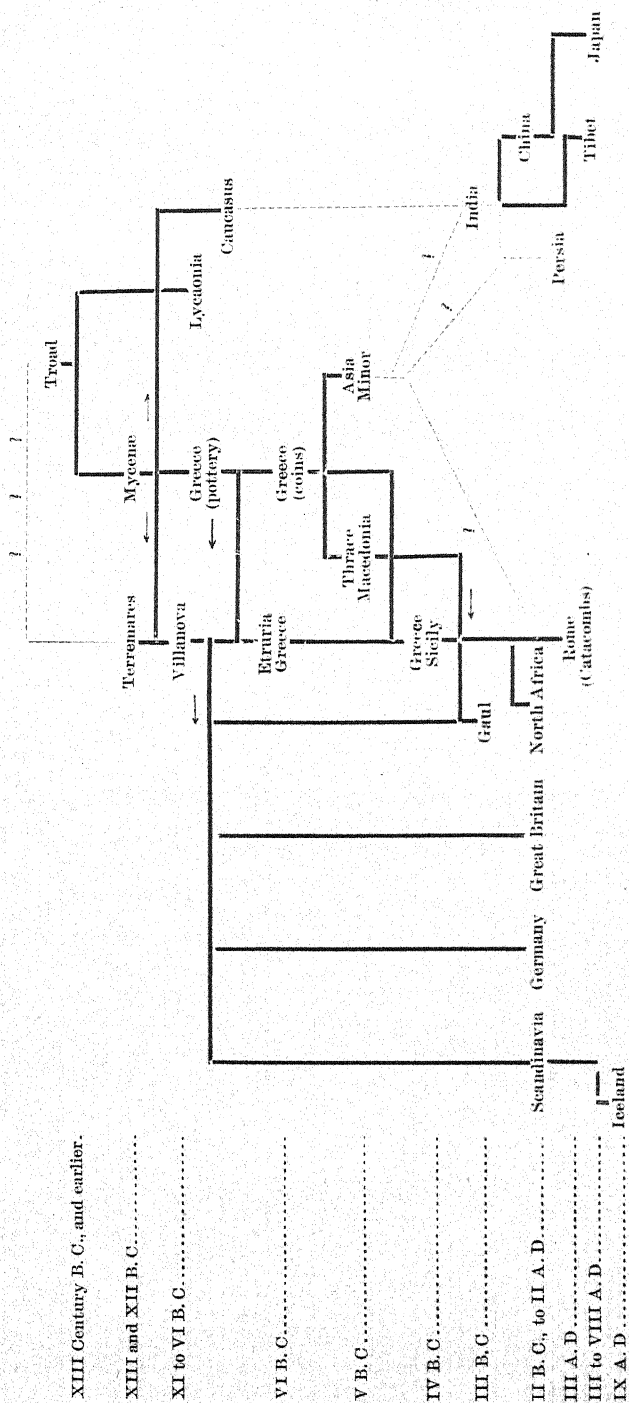 Troad
? ? ?
XIII Century B. C., and earlier.
Terremares
Mycenæ
XIII and XII B. C.
Villanova
Greece
(pottery)
Lycaonia
Caucasus
XI to VI B. C.
Etruria
Greece
Greece
(coins)
VI B. C.
Thrace
Macedonia
Asia
Minor
V B. C.
Greece
Sicily
?
?
?
IV B. C.
Gaul
India
III B. C.
Scandinavia
Germany
Great Britain
North Africa
China
II B. C., to II A. D.
Rome
(Catacombs)
Persia
III A. D.
Tibet
Japan
III to VIII A. D.
Iceland
IX A. D.